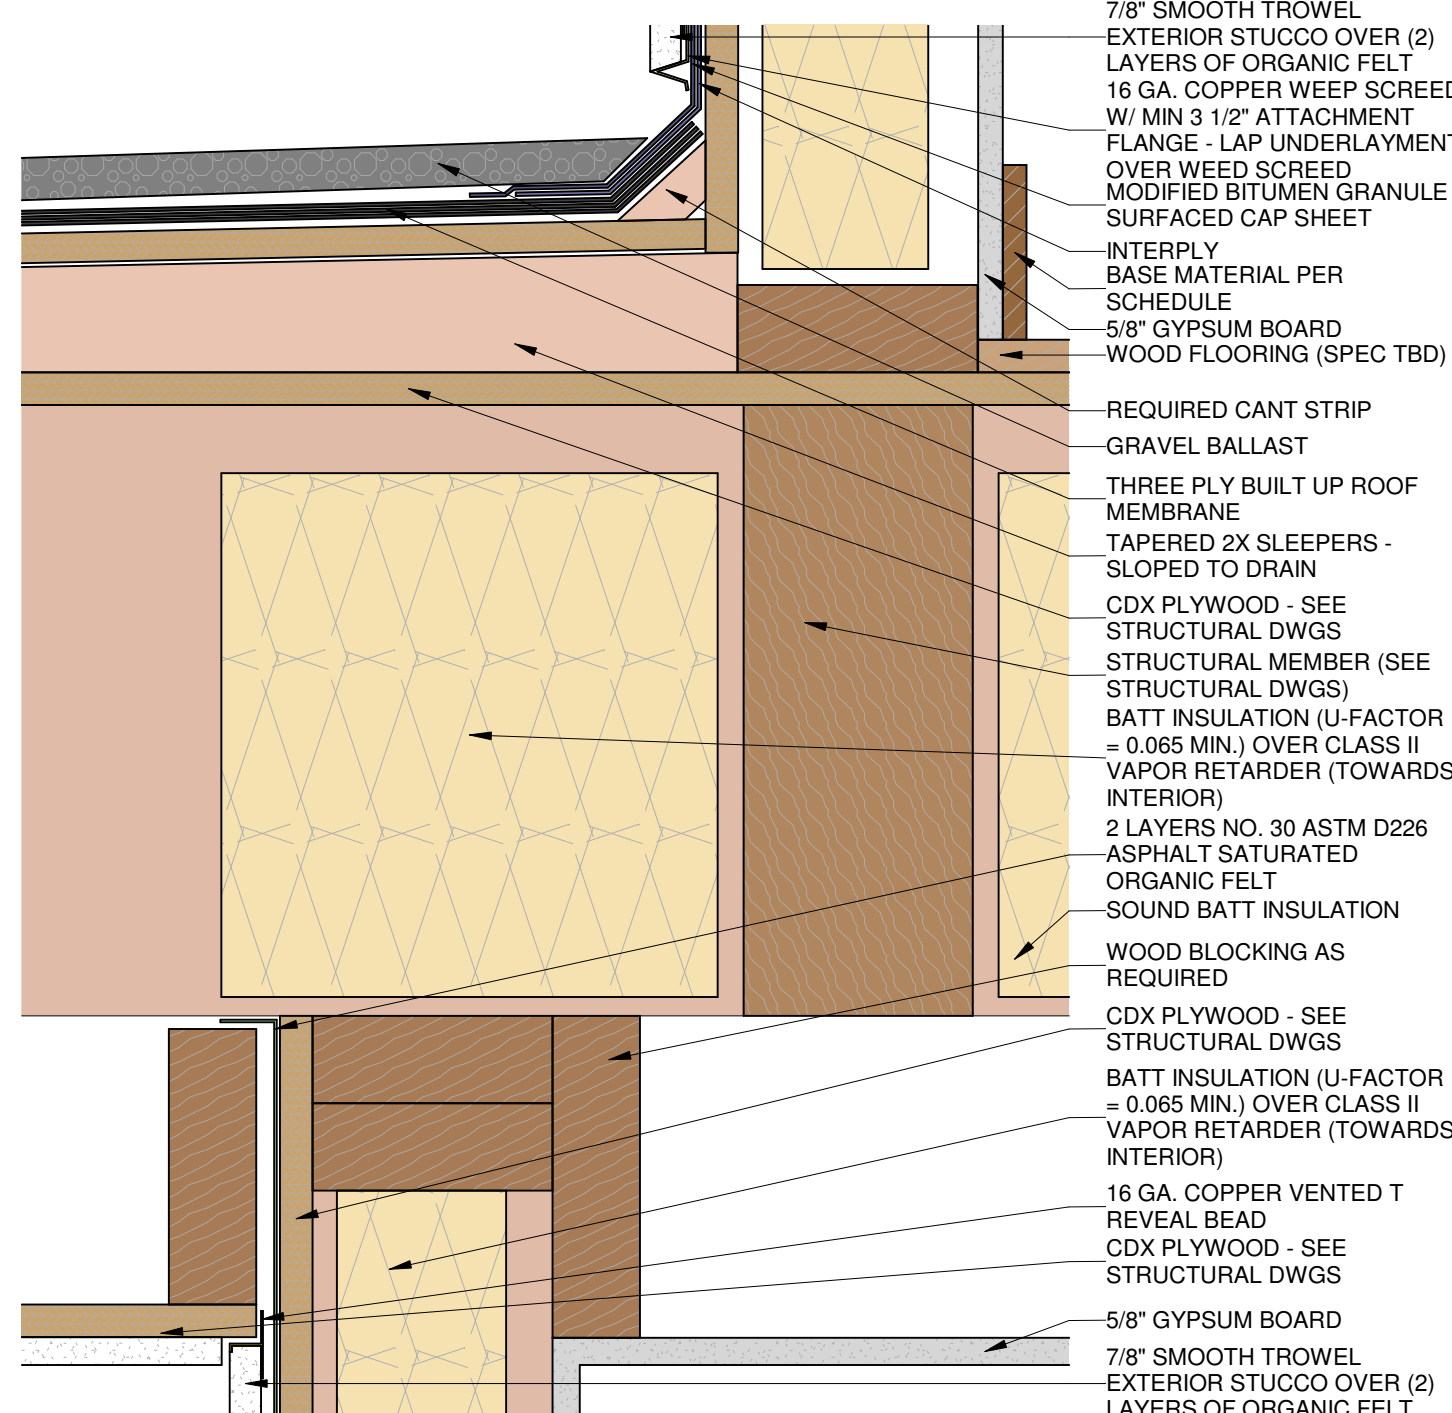 7/8" SMOOTH TROWEL
EXTERIOR STUCCO OVER (2)
LAYERS OF ORGANIC FELT
16 GA. COPPER WEEP SCREED
W/ MIN 3 1/2" ATTACHMENT
FLANGE - LAP UNDERLAYMENT
OVER WEED SCREED
MODIFIED BITUMEN GRANULE
SURFACED CAP SHEET
INTERPLY
BASE MATERIAL PER
SCHEDULE
5/8" GYPSUM BOARD
WOOD FLOORING (SPEC TBD)
REQUIRED CANT STRIP
GRAVEL BALLAST
THREE PLY BUILT UP ROOF
MEMBRANE
TAPERED 2X SLEEPERS -
SLOPED TO DRAIN
CDX PLYWOOD - SEE
STRUCTURAL DWGS
STRUCTURAL MEMBER (SEE
STRUCTURAL DWGS)
BATT INSULATION (U-FACTOR
= 0.065 MIN.) OVER CLASS II
VAPOR RETARDER (TOWARDS
INTERIOR)
2 LAYERS NO. 30 ASTM D226
ASPHALT SATURATED
ORGANIC FELT
SOUND BATT INSULATION
WOOD BLOCKING AS
REQUIRED
CDX PLYWOOD - SEE
STRUCTURAL DWGS
BATT INSULATION (U-FACTOR
= 0.065 MIN.) OVER CLASS II
VAPOR RETARDER (TOWARDS
INTERIOR)
16 GA. COPPER VENTED T
REVEAL BEAD
CDX PLYWOOD - SEE
STRUCTURAL DWGS
5/8" GYPSUM BOARD
7/8" SMOOTH TROWEL
EXTERIOR STUCCO OVER (2)
LAYERS OF ORGANIC FELT